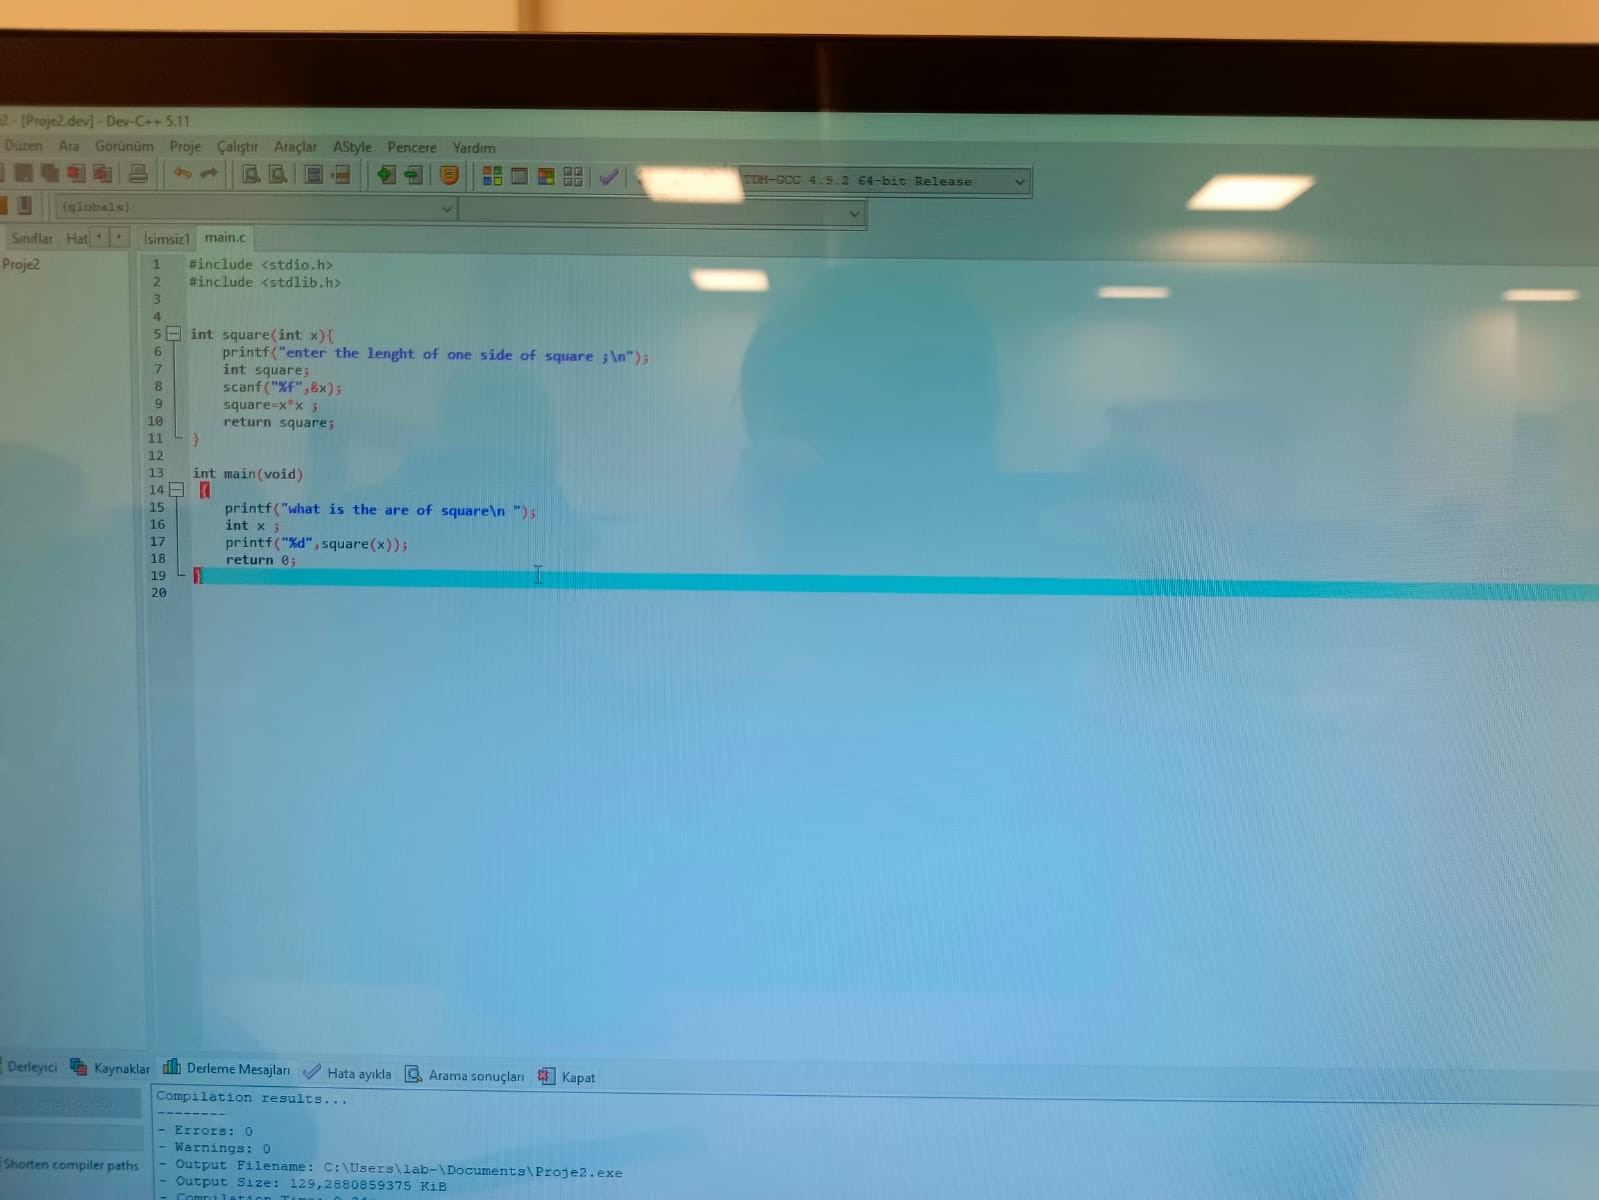 2 - [Proje2.dev] - Dev-C++ 5.11
Düzen Ara Görünüm Proje Çalıştır Araçlar AStyle Pencere Yardım
TDM-GCC 4.9.2 64-bit Release
(globals)
Sınıflar Hat İsimsiz1 main.c
Proje2
1 #include <stdio.h>
2 #include <stdlib.h>
3
4
5 int square(int x){
6 printf("enter the lenght of one side of square ;\n");
7 int square;
8 scanf("%f",&x);
9 square=x*x ;
10 return square;
11 }
12
13 int main(void)
14 {
15 printf("what is the are of square\n ");
16 int x ;
17 printf("%d",square(x));
18 return 0;
19 }
20
Derleyici Kaynaklar Derleme Mesajları Hata ayıkla Arama sonuçları Kapat
Compilation results...
--------
- Errors: 0
- Warnings: 0
Shorten compiler paths
- Output Filename: C:\Users\lab-\Documents\Proje2.exe
- Output Size: 129,2880859375 KiB
- Compilation Time: